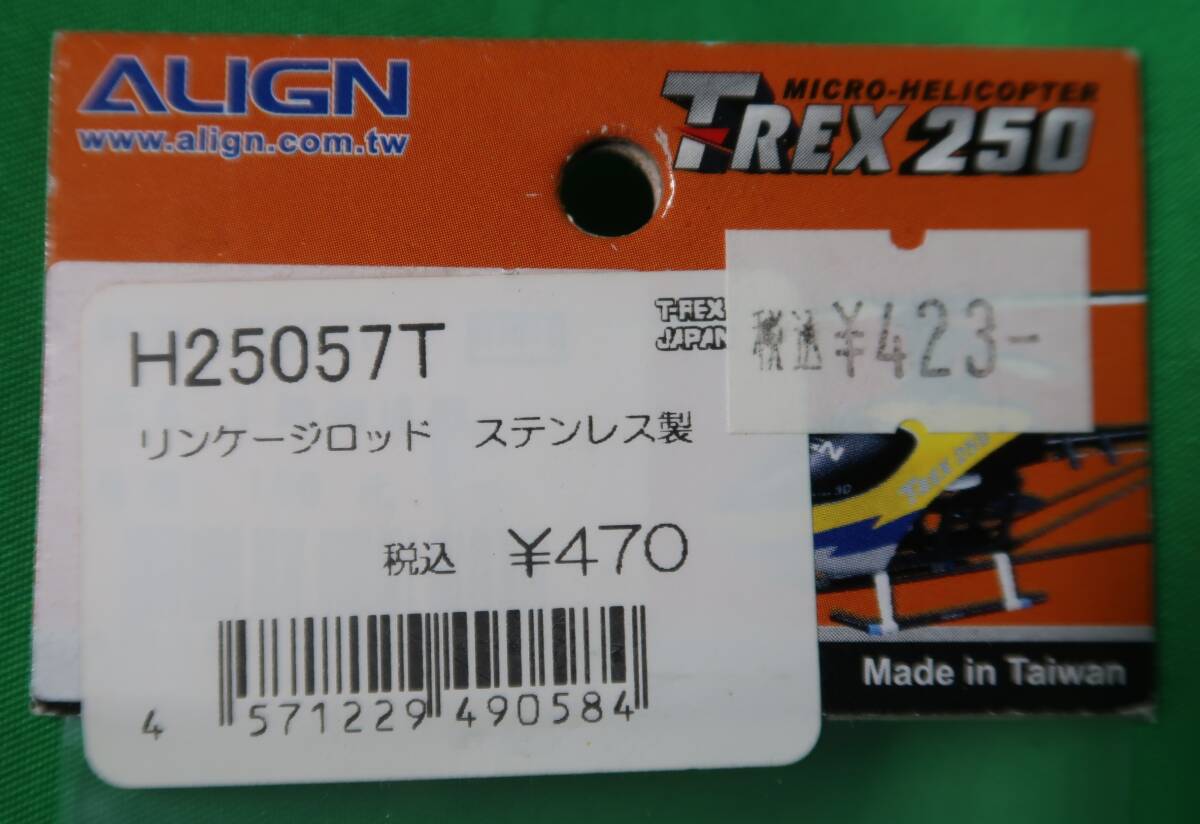 ALIGN
www.align.com.tw
MICRO-HELICOPTER
T-REX 250
T-REX
JAPAN
税込¥423-
H25057T
リンケージロッド ステンレス製
税込 ¥470
4 571229 490584
T-REX 250
Made in Taiwan